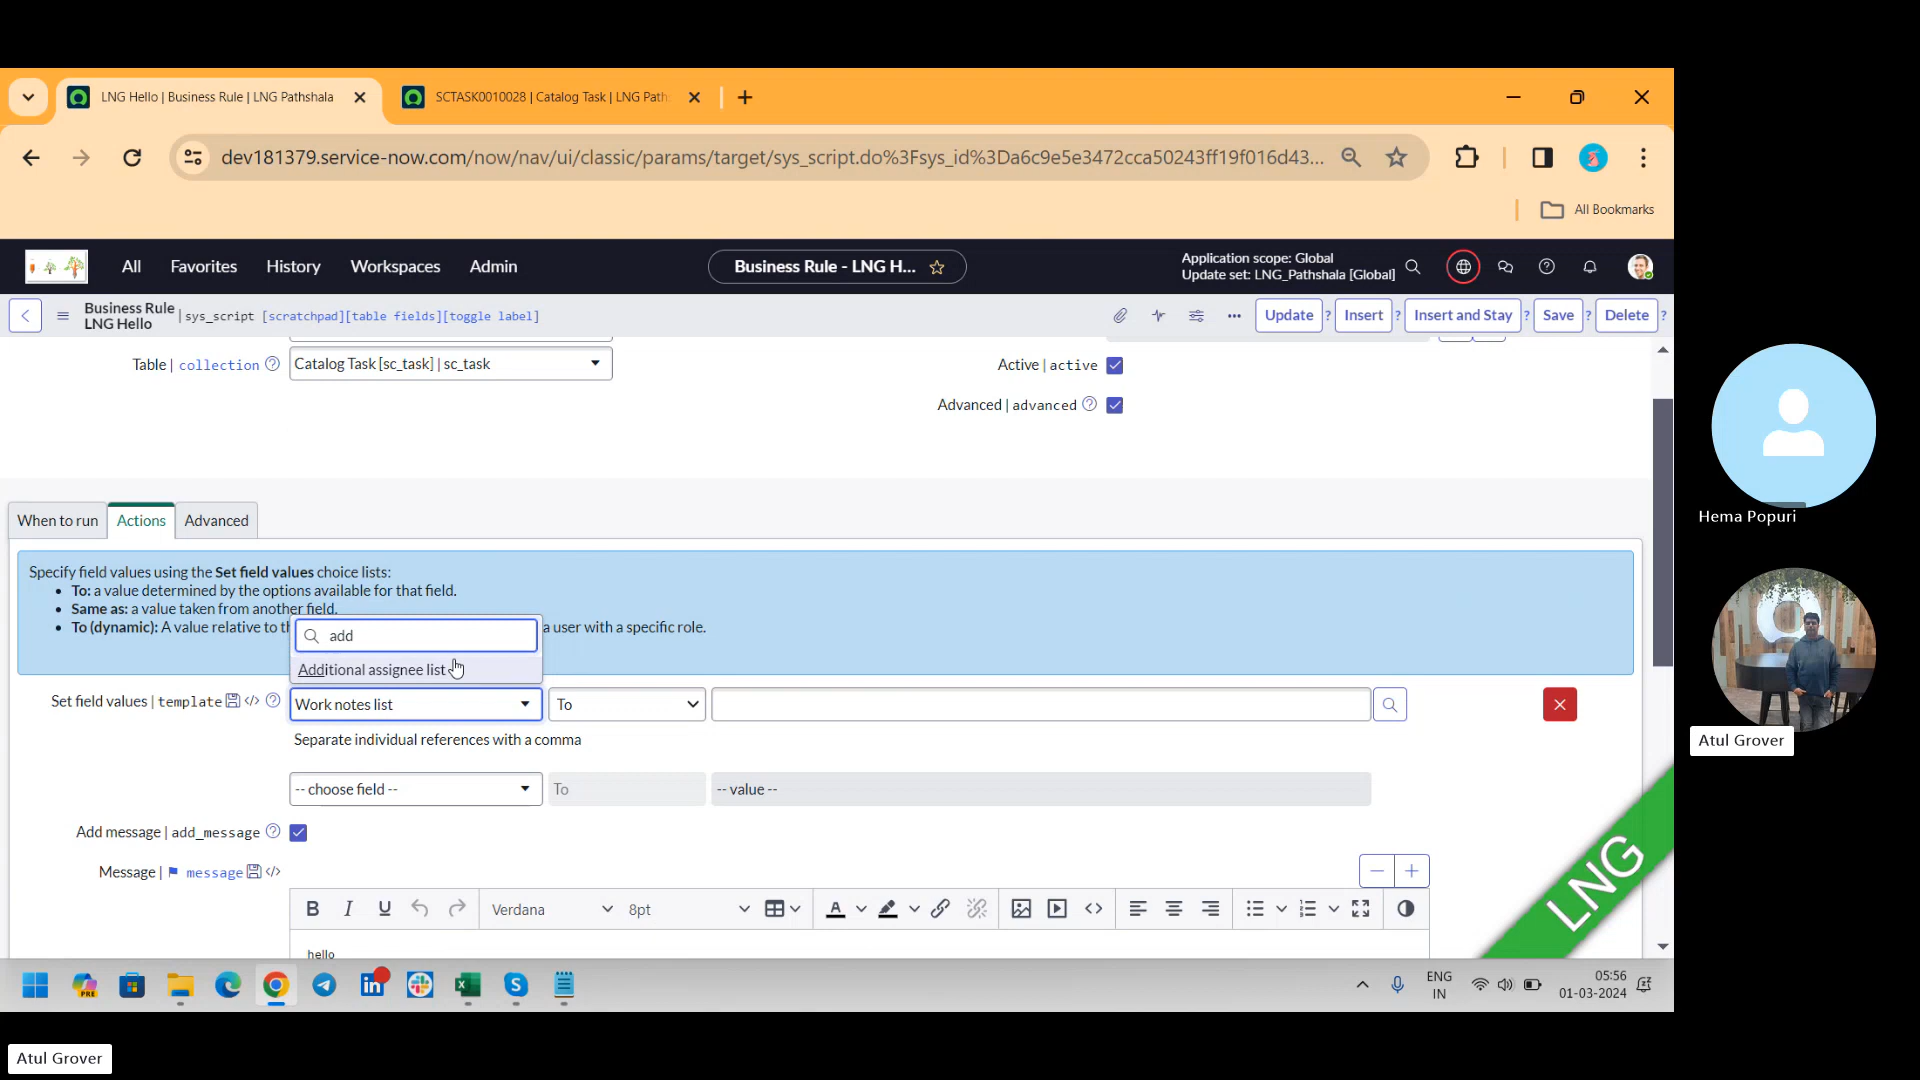 LNG Hello | Business Rule | LNG Pathshala
SCTASK0010028 | Catalog Task | LNG Path
dev181379.service-now.com/now/nav/ui/classic/params/target/sys_script.do%3Fsys_id%3Da6c9e5e3472cca50243ff19f016d43...
All Bookmarks
All
Favorites
History
Workspaces
Admin
Business Rule - LNG H...
Application scope: Global
Update set: LNG_Pathshala [Global]
Business Rule
LNG Hello
sys_script [scratchpad][table fields][toggle label]
Update ?
Insert ?
Insert and Stay ?
Save ?
Delete ?
Table | collection
Catalog Task [sc_task] | sc_task
Active | active
Advanced | advanced
When to run
Actions
Advanced
Specify field values using the Set field values choice lists:
To: a value determined by the options available for that field.
Same as: a value taken from another field.
To (dynamic): A value relative to th
a user with a specific role.
add
Additional assignee list
Set field values | template
Work notes list
To
Separate individual references with a comma
-- choose field --
To
-- value --
Add message | add_message
Message | message
B I U
Verdana
8pt
hello
LNG
PRE
ENG
IN
05:56
01-03-2024
Hema Popuri
Atul Grover
Atul Grover